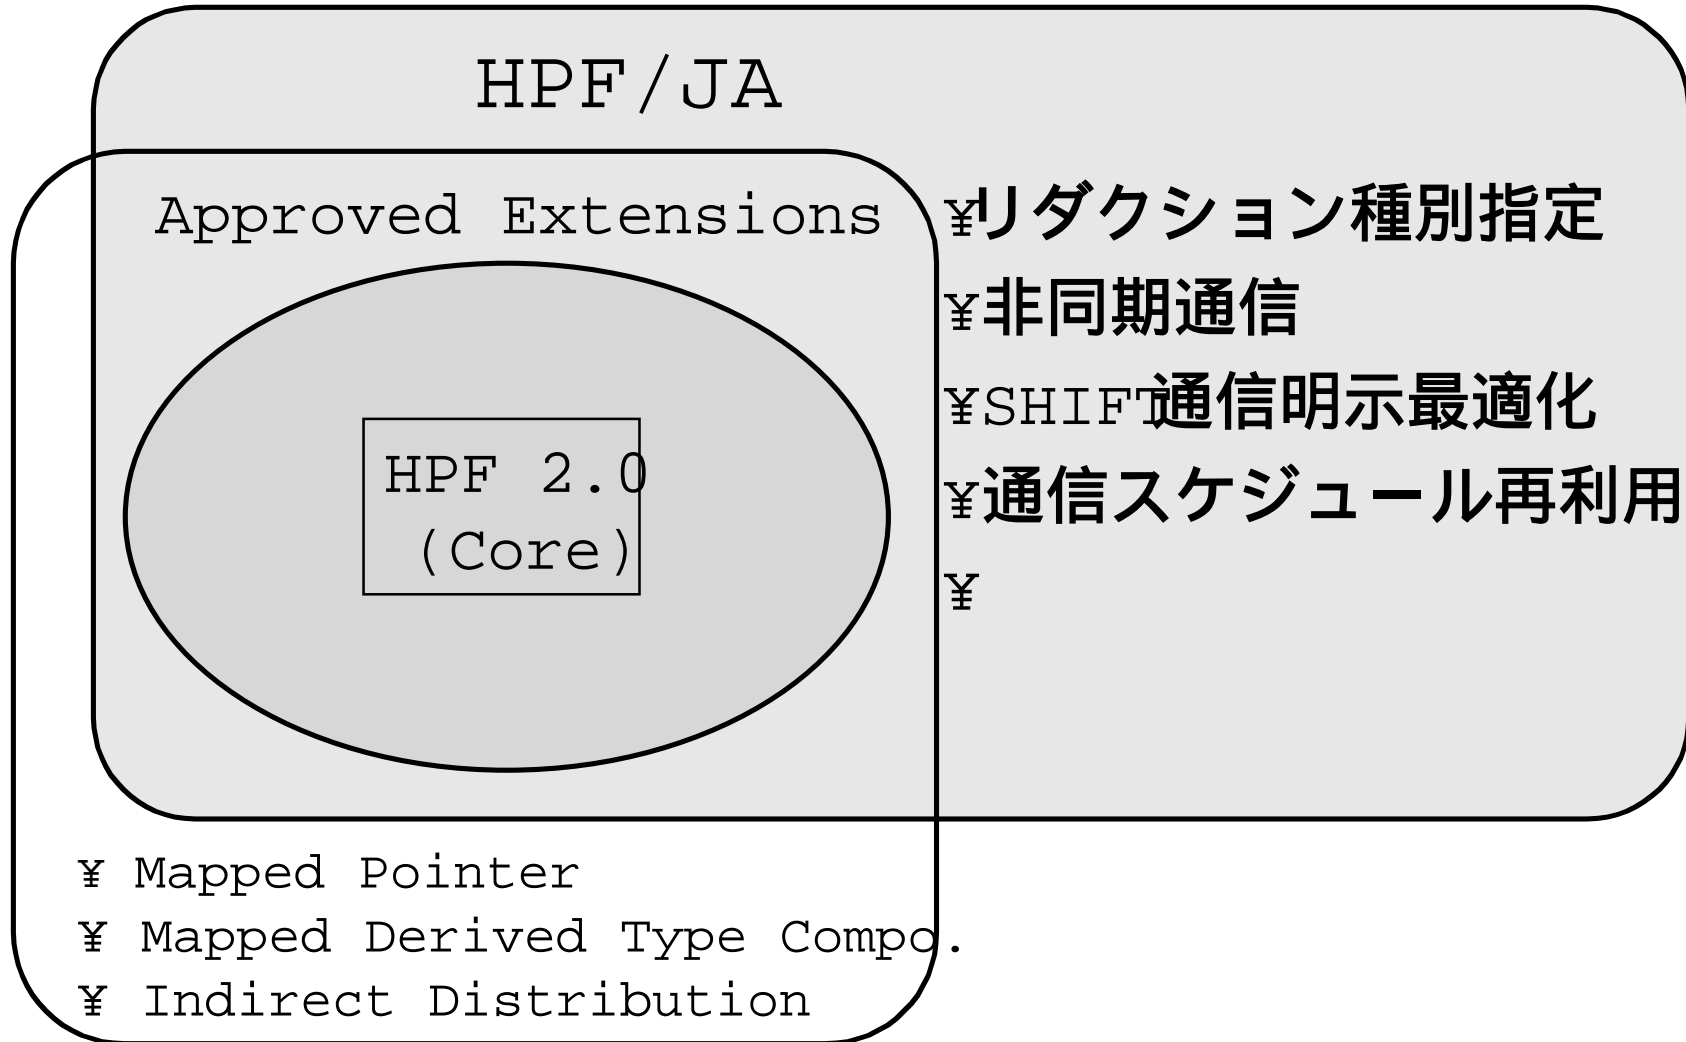 HPF/JA
Approved Extensions
¥リダクション種別指定
¥非同期通信
¥SHIFT通信明示最適化
¥通信スケジュール再利用
¥
HPF 2.0
(Core)
¥ Mapped Pointer
¥ Mapped Derived Type Compo.
¥ Indirect Distribution